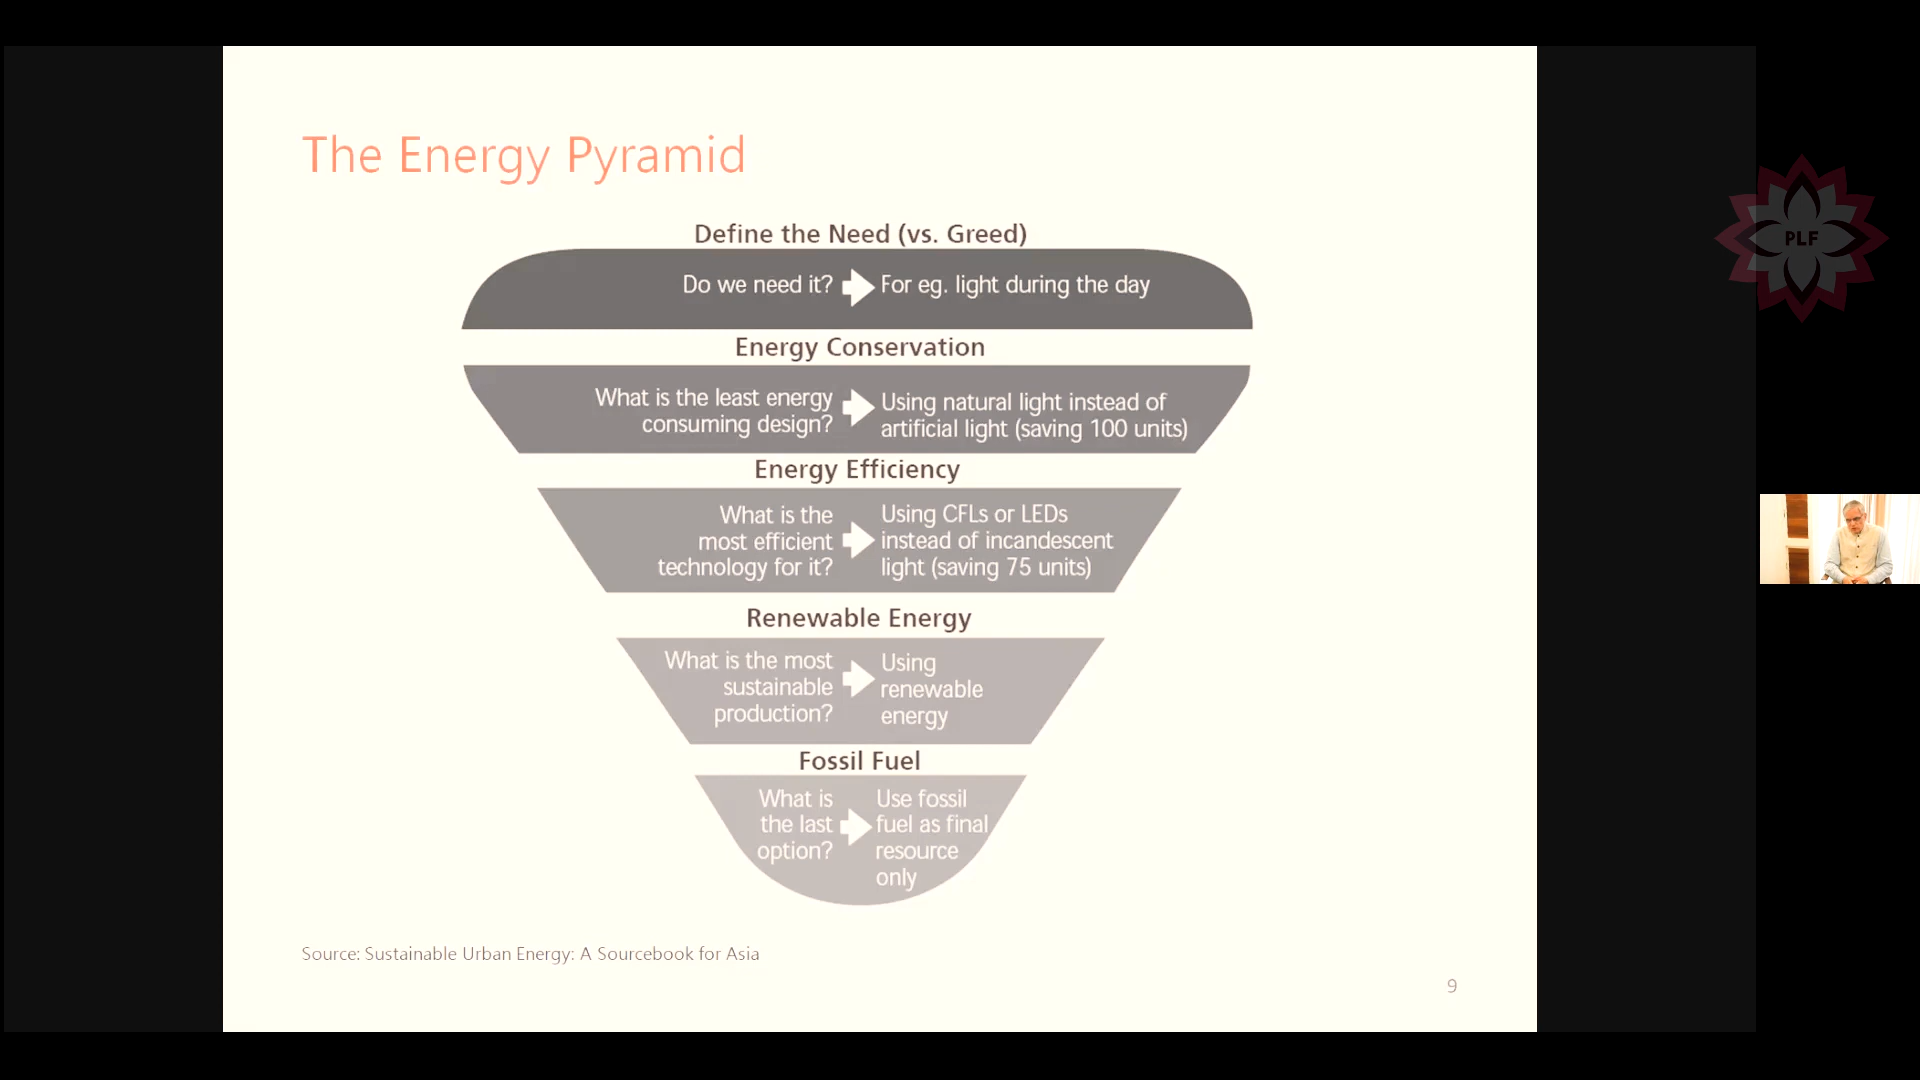 The Energy Pyramid
Define the Need (vs. Greed)
Do we need it?
For eg. light during the day
Energy Conservation
What is the least energy
consuming design?
Using natural light instead of
artificial light (saving 100 units)
Energy Efficiency
What is the
most efficient
technology for it?
Using CFLs or LEDs
instead of incandescent
light (saving 75 units)
Renewable Energy
What is the most
sustainable
production?
Using
renewable
energy
Fossil Fuel
What is
the last
option?
Use fossil
fuel as final
resource
only
Source: Sustainable Urban Energy: A Sourcebook for Asia
9
PLF